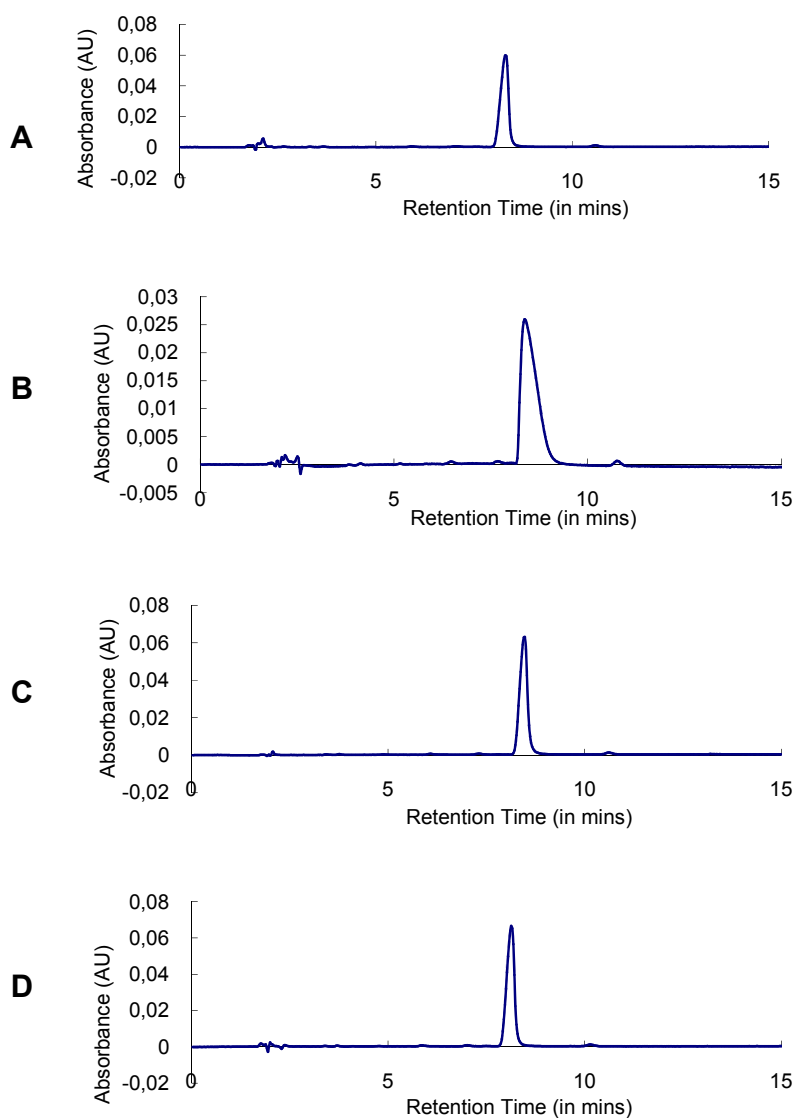 A
Absorbance (AU)
0,08
0,06
0,04
0,02
0
-0,02
0 5 10 15
Retention Time (in mins)
B
Absorbance (AU)
0,03
0,025
0,02
0,015
0,01
0,005
0
-0,005
0 5 10 15
Retention Time (in mins)
C
Absorbance (AU)
0,08
0,06
0,04
0,02
0
-0,02
0 5 10 15
Retention Time (in mins)
D
Absorbance (AU)
0,08
0,06
0,04
0,02
0
-0,02
0 5 10 15
Retention Time (in mins)